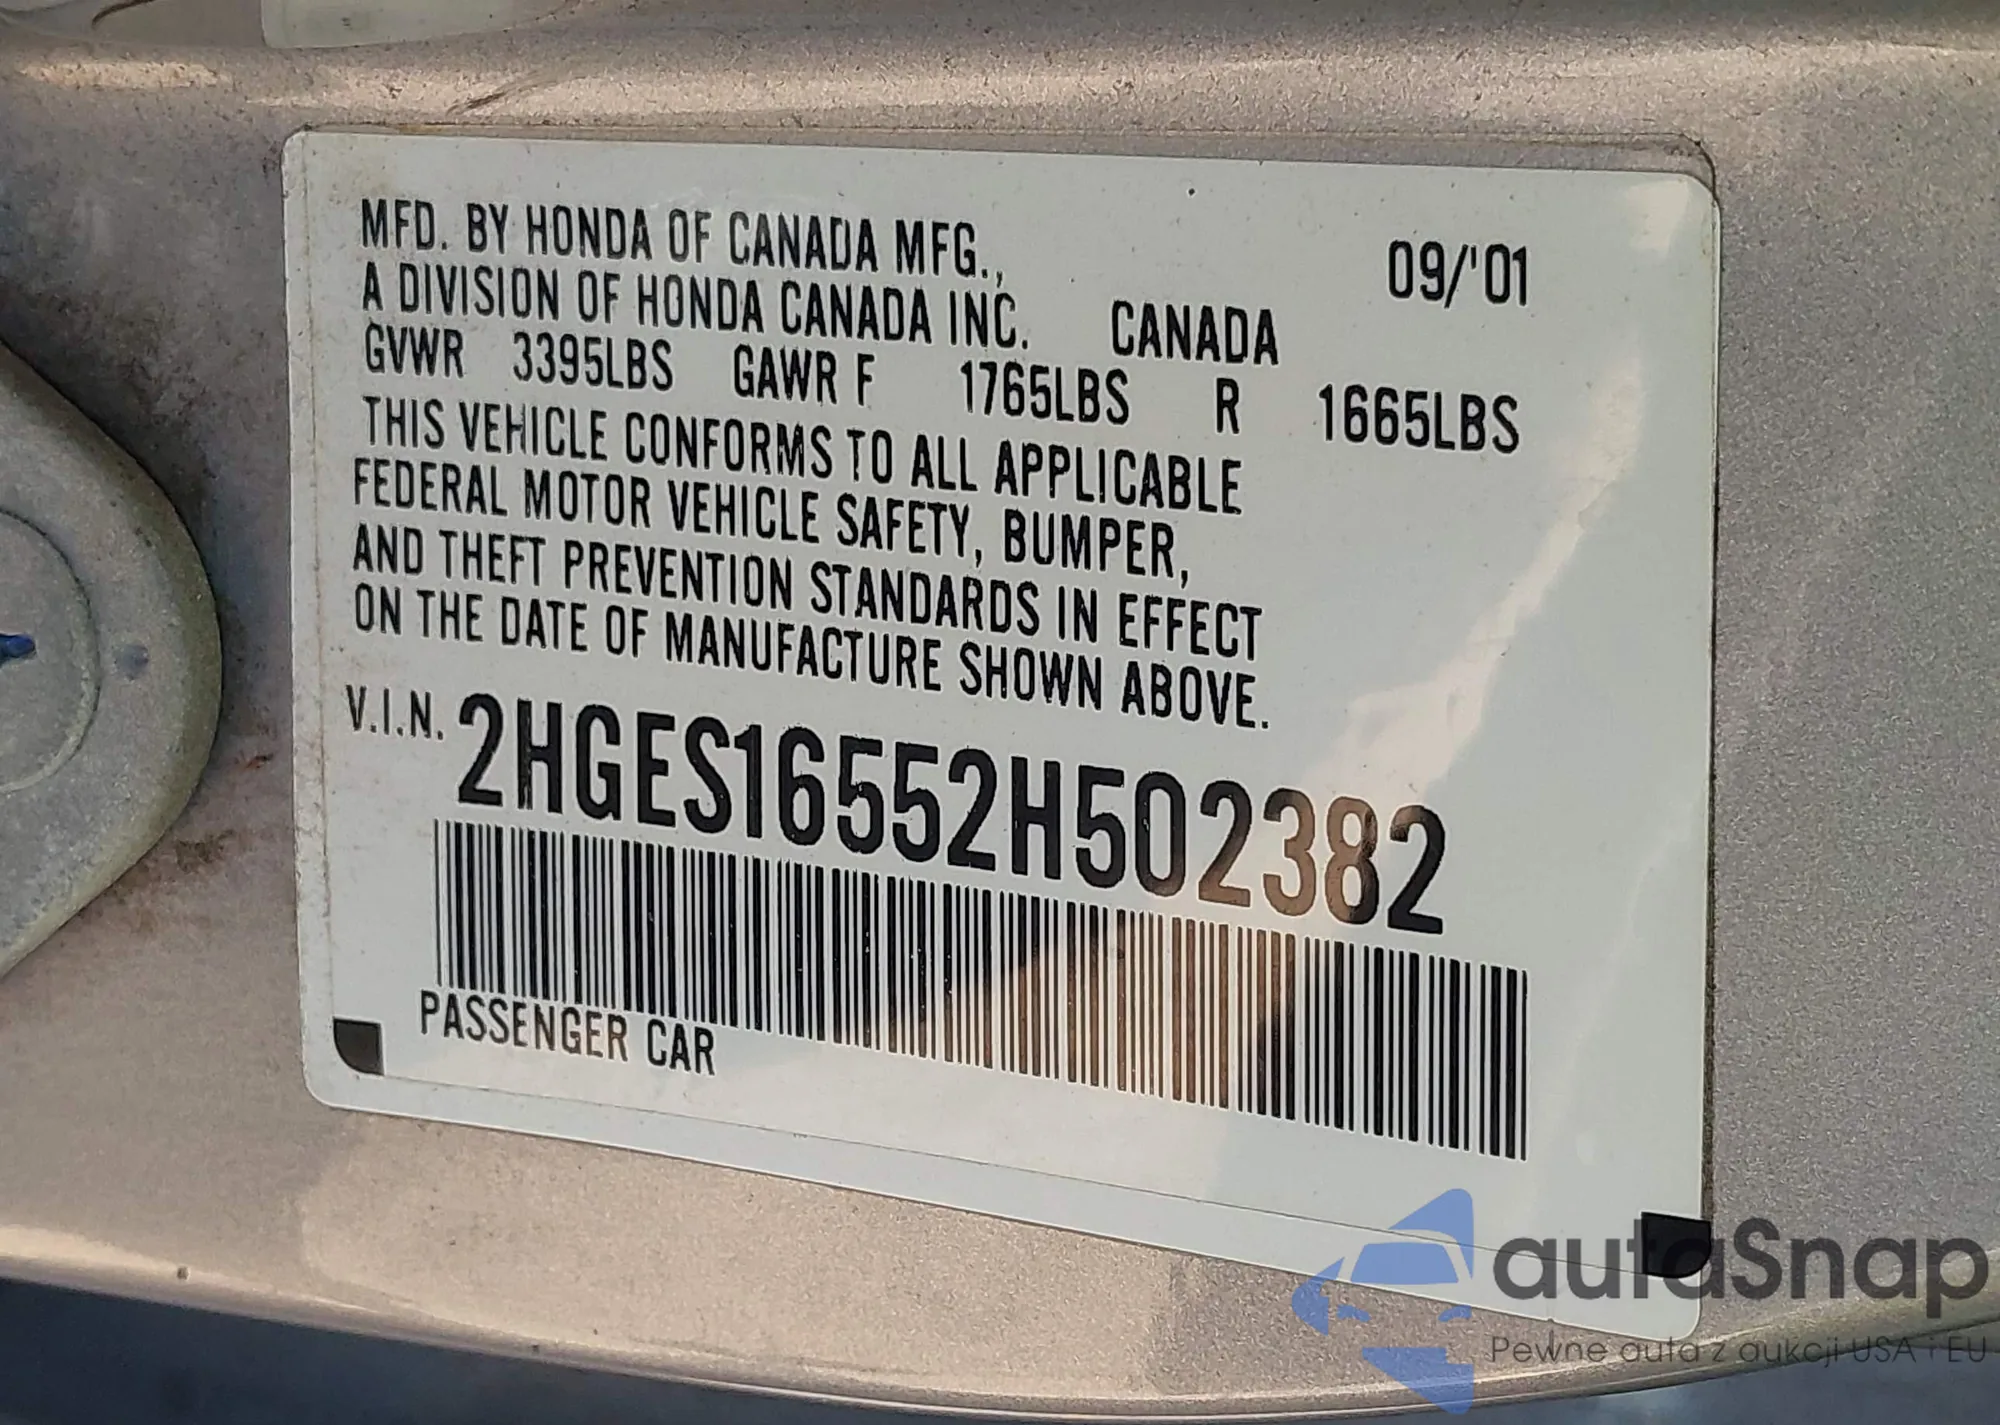 MFD. BY HONDA OF CANADA MFG., 09/'01
A DIVISION OF HONDA CANADA INC. CANADA
GVWR 3395LBS GAWR F 1765LBS R 1665LBS
THIS VEHICLE CONFORMS TO ALL APPLICABLE
FEDERAL MOTOR VEHICLE SAFETY, BUMPER,
AND THEFT PREVENTION STANDARDS IN EFFECT
ON THE DATE OF MANUFACTURE SHOWN ABOVE.
V.I.N. 2HGES16552H502382
PASSENGER CAR
autaSnap
Pewne auta z aukcji USA i EU